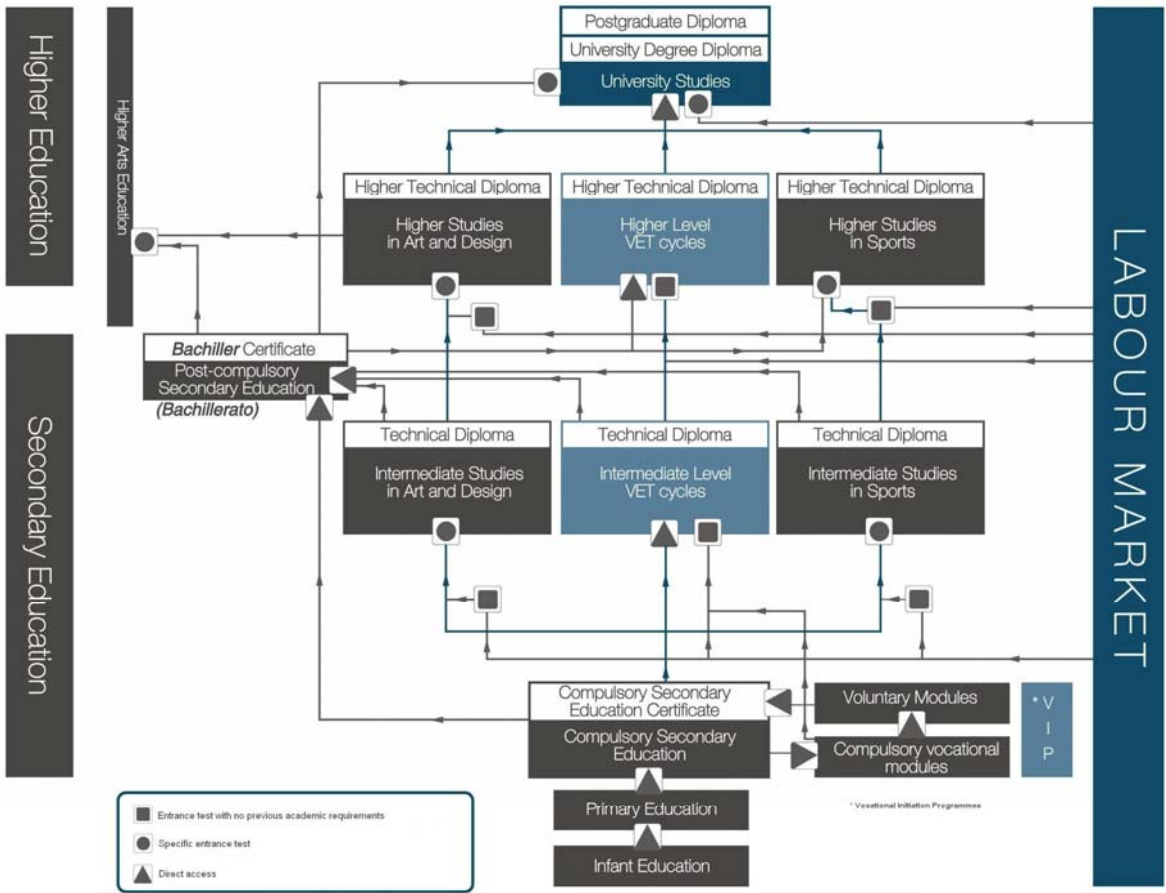 Higher Education
Higher Arts Education
Postgraduate Diploma
University Degree Diploma
University Studies
Higher Technical Diploma
Higher Studies
in Art and Design
Higher Technical Diploma
Higher Level
VET cycles
Higher Technical Diploma
Higher Studies
in Sports
LABOUR MARKET
Secondary Education
Bachiller Certificate
Post-compulsory
Secondary Education
(Bachillerato)
Technical Diploma
Intermediate Studies
in Art and Design
Technical Diploma
Intermediate Level
VET cycles
Technical Diploma
Intermediate Studies
in Sports
Compulsory Secondary
Education Certificate
Compulsory Secondary
Education
Voluntary Modules
Compulsory vocational
modules
* V
I
P
Primary Education
Infant Education
* Vocational Initiation Programmes
Entrance test with no previous academic requirements
Specific entrance test
Direct access